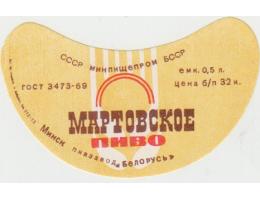 СССР МИНПИЩЕПРОМ БССР
ГОСТ 3473-69
емк. 0,5 л.
цена б/п 32 к.
МАРТОВСКОЕ
ПИВО
Минск пивзавод «БЕЛОРУСЬ»